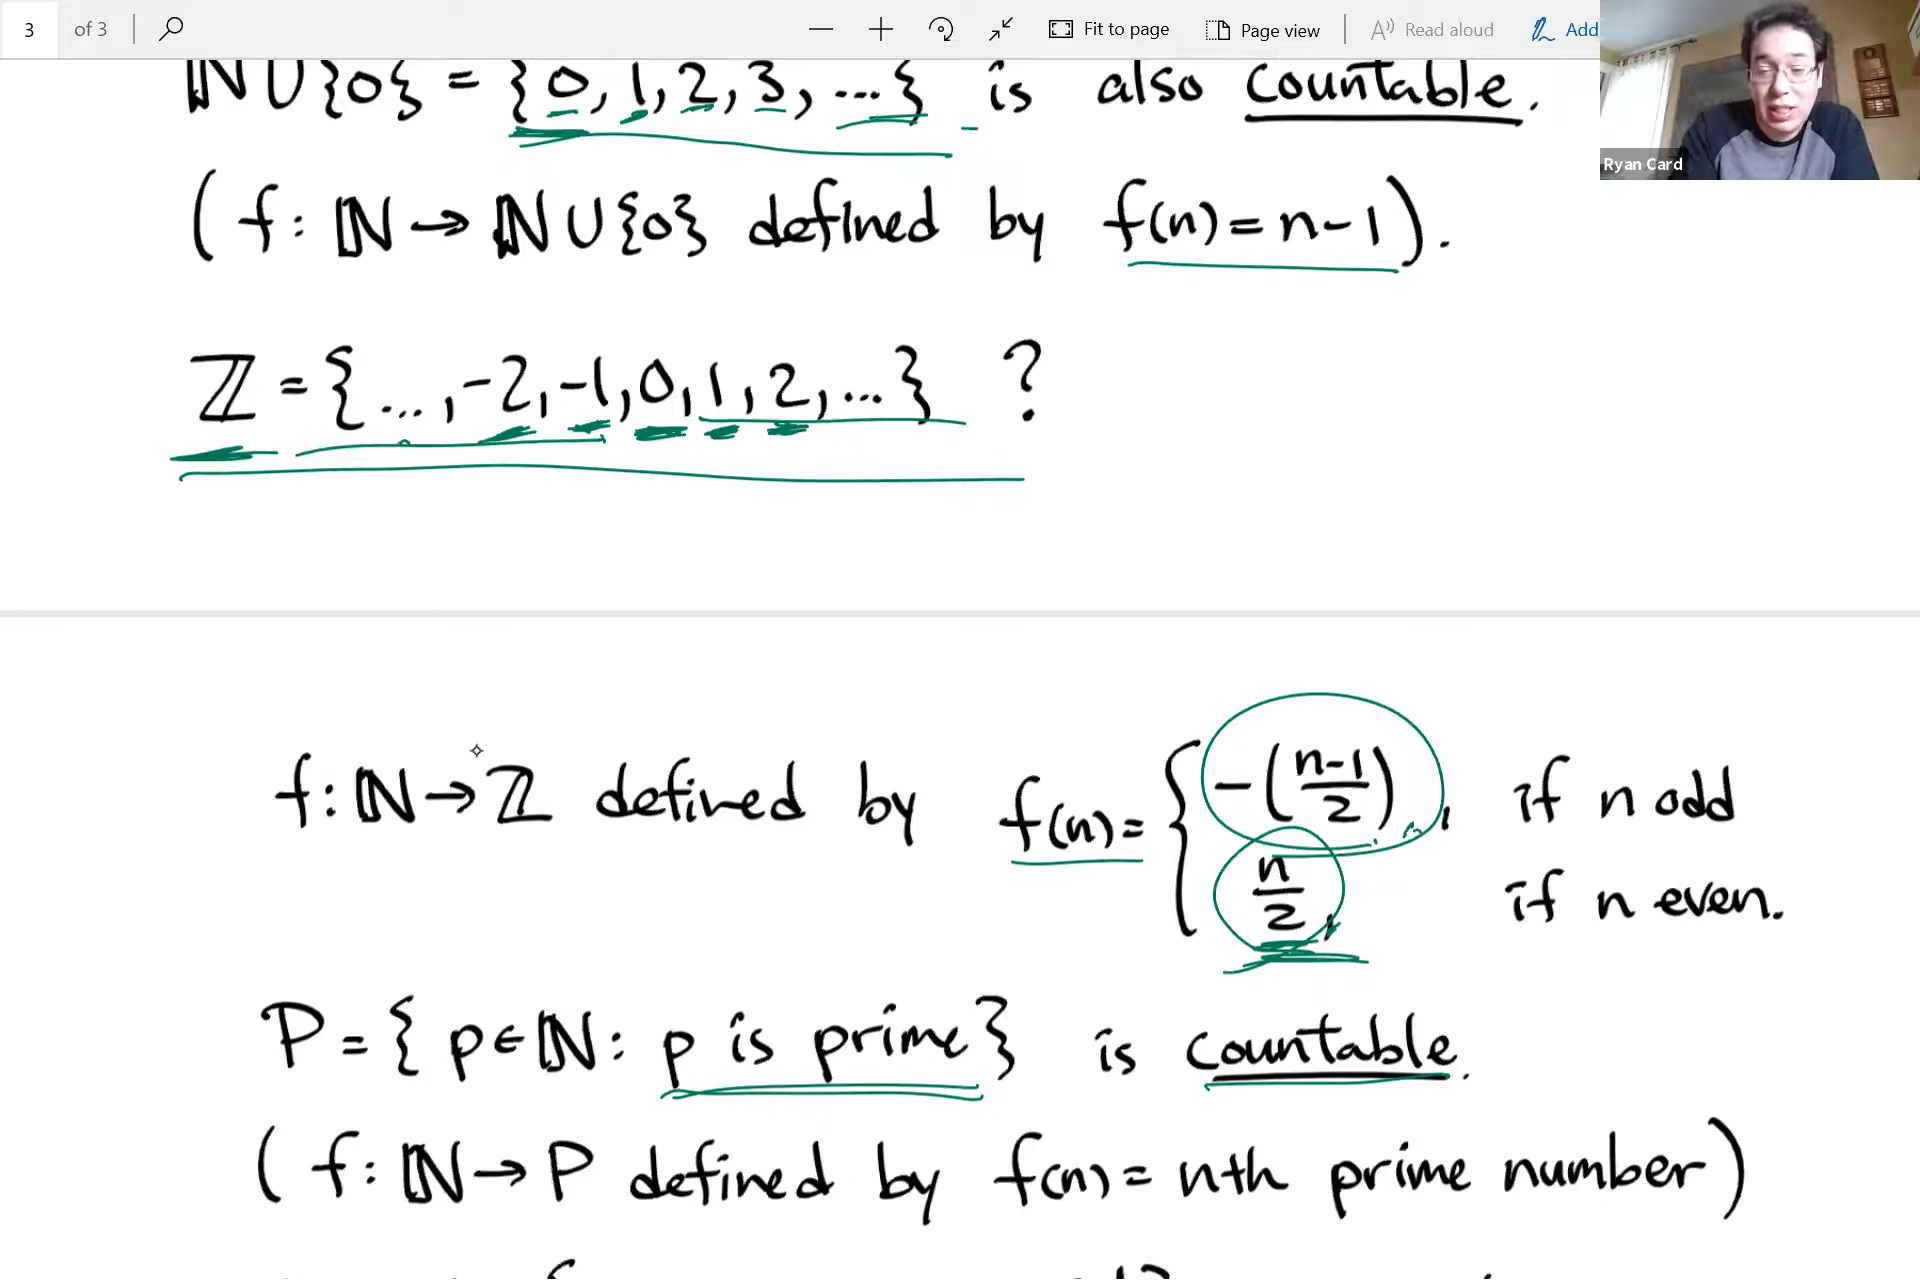 3 of 3 Fit to page Page view Read aloud Add
Ryan Card
ℕ∪{0} = {0, 1, 2, 3, ...} is also countable.
(f: ℕ → ℕ∪{0} defined by f(n) = n-1).
ℤ = {..., -2, -1, 0, 1, 2, ...} ?
f: ℕ → ℤ defined by f(n) = { -((n-1)/2), if n odd
n/2, if n even.
P = { p ∈ ℕ : p is prime } is countable.
(f: ℕ → P defined by f(n) = nth prime number)